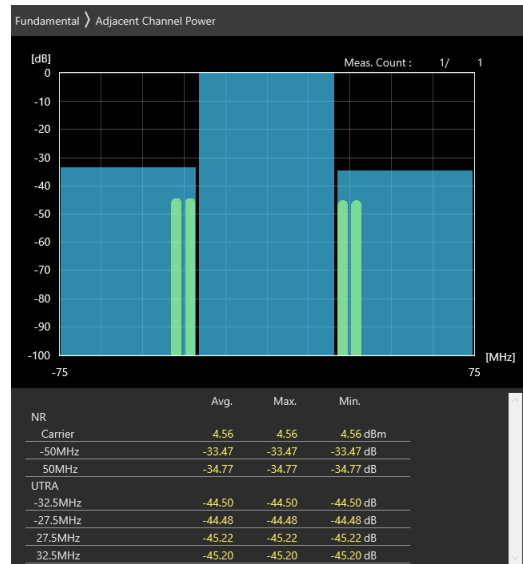 Fundamental 〉 Adjacent Channel Power
[dB]
Meas. Count : 1/ 1
0
-10
-20
-30
-40
-50
-60
-70
-80
-90
-100
[MHz]
-75 75
Avg. Max. Min.
NR
Carrier 4.56 4.56 4.56 dBm
-50MHz -33.47 -33.47 -33.47 dB
50MHz -34.77 -34.77 -34.77 dB
UTRA
-32.5MHz -44.50 -44.50 -44.50 dB
-27.5MHz -44.48 -44.48 -44.48 dB
27.5MHz -45.22 -45.22 -45.22 dB
32.5MHz -45.20 -45.20 -45.20 dB